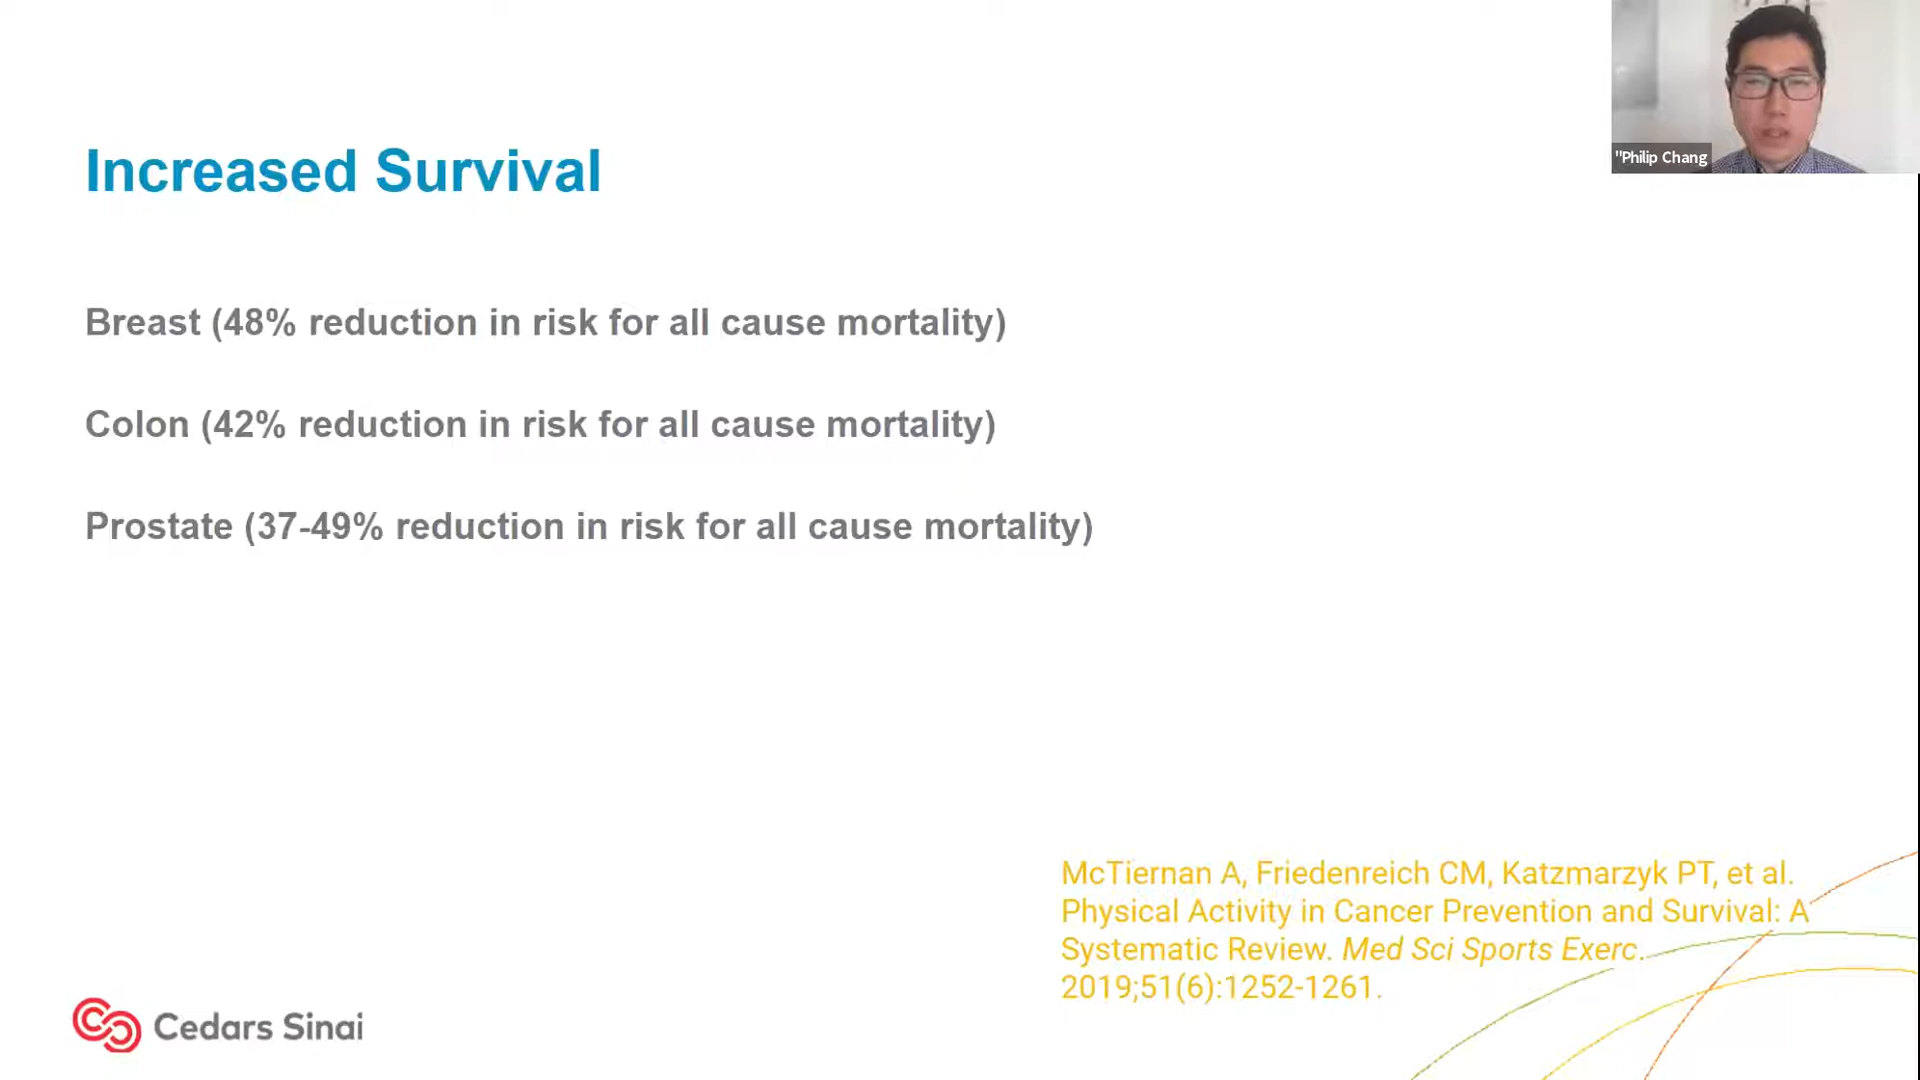 "Philip Chang
Increased Survival
Breast (48% reduction in risk for all cause mortality)
Colon (42% reduction in risk for all cause mortality)
Prostate (37-49% reduction in risk for all cause mortality)
McTiernan A, Friedenreich CM, Katzmarzyk PT, et al.
Physical Activity in Cancer Prevention and Survival: A
Systematic Review. Med Sci Sports Exerc.
2019;51(6):1252-1261.
Cedars Sinai